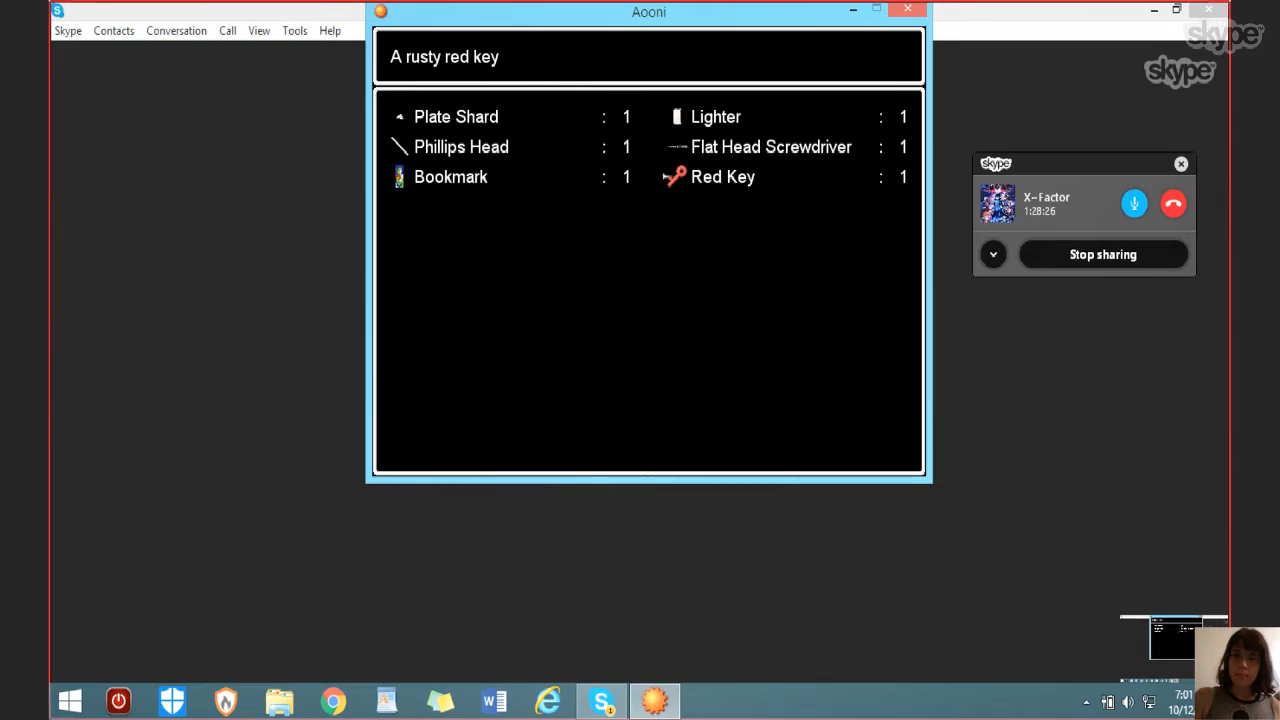 Aooni
skype
Skype Contacts Conversation Call View Tools Help
A rusty red key
skype
Plate Shard : 1 Lighter : 1
Phillips Head : 1 Flat Head Screwdriver : 1
Bookmark : 1 Red Key : 1
skype
X~Factor
1:28:26
Stop sharing
7:01
10/12,